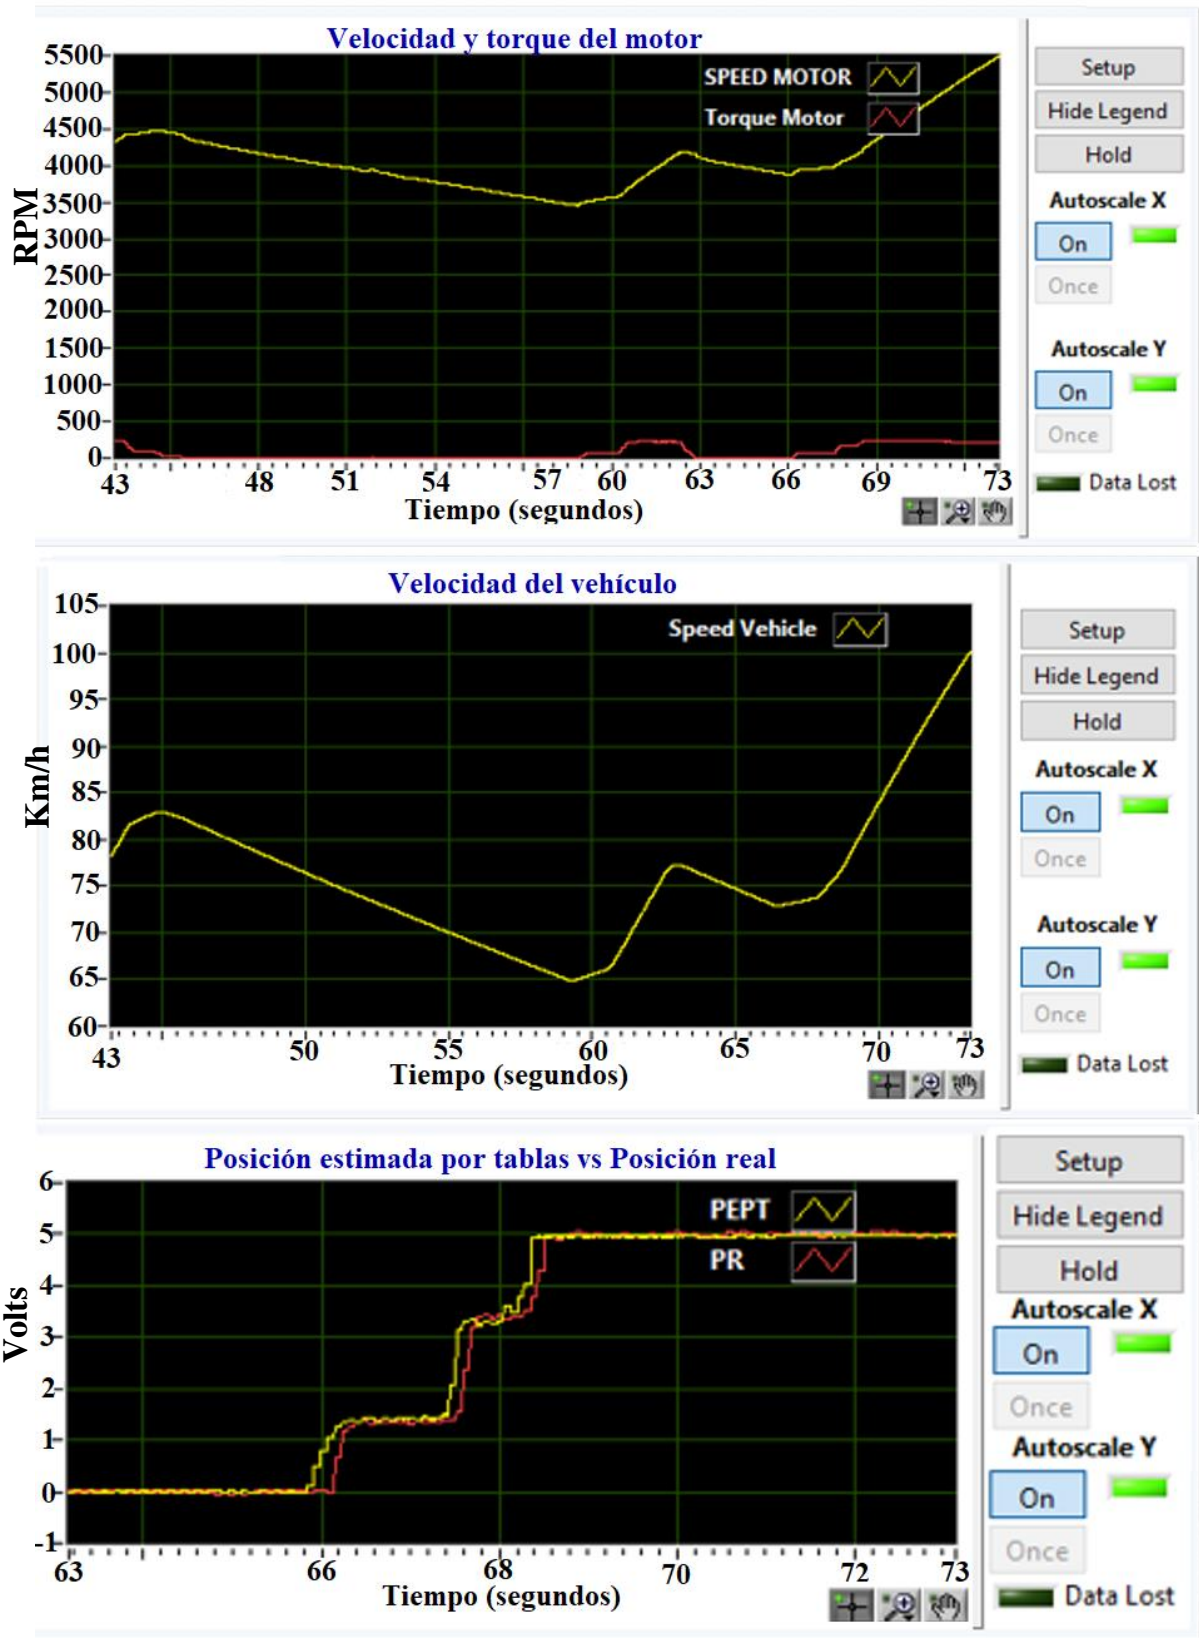 Velocidad y torque del motor
5500
5000
4500
4000
3500
3000
2500
2000
1500
1000
500
0
RPM
SPEED MOTOR
Torque Motor
43 48 51 54 57 60 63 66 69 73
Tiempo (segundos)
Setup
Hide Legend
Hold
Autoscale X
On
Once
Autoscale Y
On
Once
Data Lost
Velocidad del vehículo
105
100
95
90
85
80
75
70
65
60
Km/h
Speed Vehicle
43 50 55 60 65 70 73
Tiempo (segundos)
Setup
Hide Legend
Hold
Autoscale X
On
Once
Autoscale Y
On
Once
Data Lost
Posición estimada por tablas vs Posición real
6
5
4
3
2
1
0
-1
Volts
PEPT
PR
63 66 68 70 72 73
Tiempo (segundos)
Setup
Hide Legend
Hold
Autoscale X
On
Once
Autoscale Y
On
Once
Data Lost